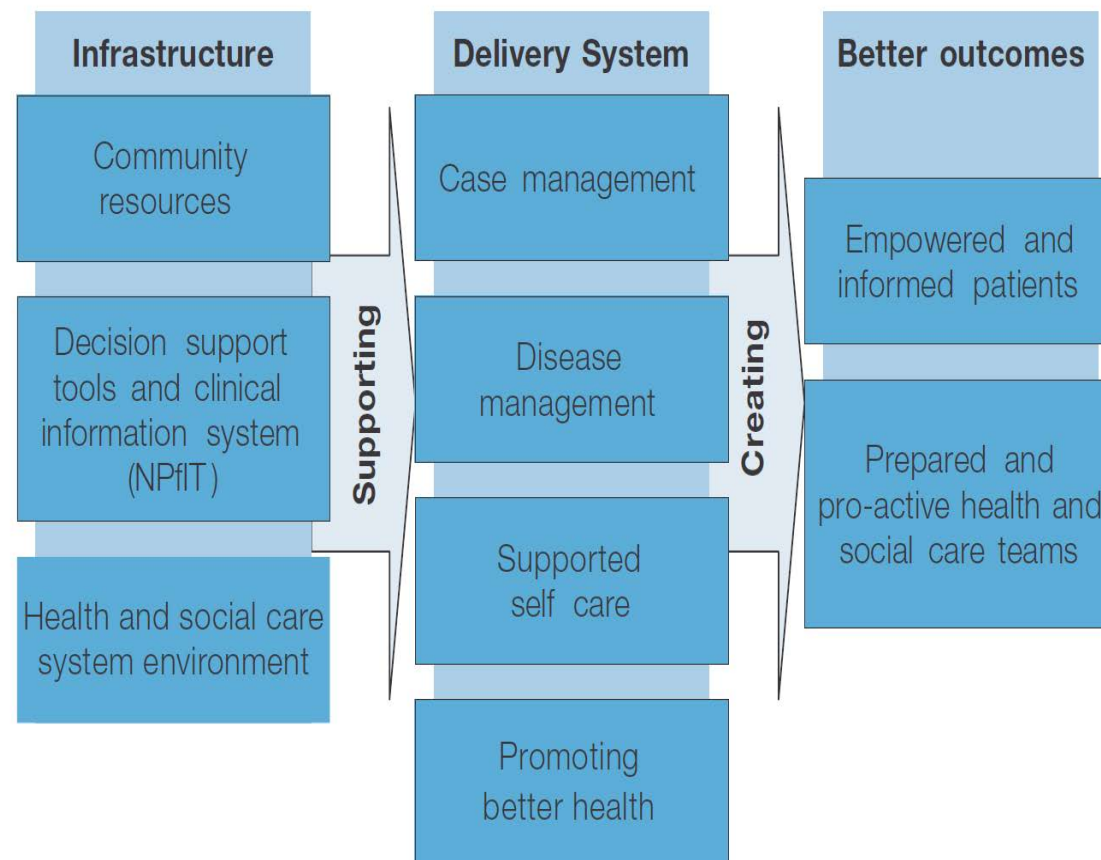 Infrastructure
Community
resources
Decision support
tools and clinical
information system
(NPfIT)
Health and social care
system environment
Supporting
Delivery System
Case management
Disease
management
Supported
self care
Promoting
better health
Creating
Better outcomes
Empowered and
informed patients
Prepared and
pro-active health and
social care teams